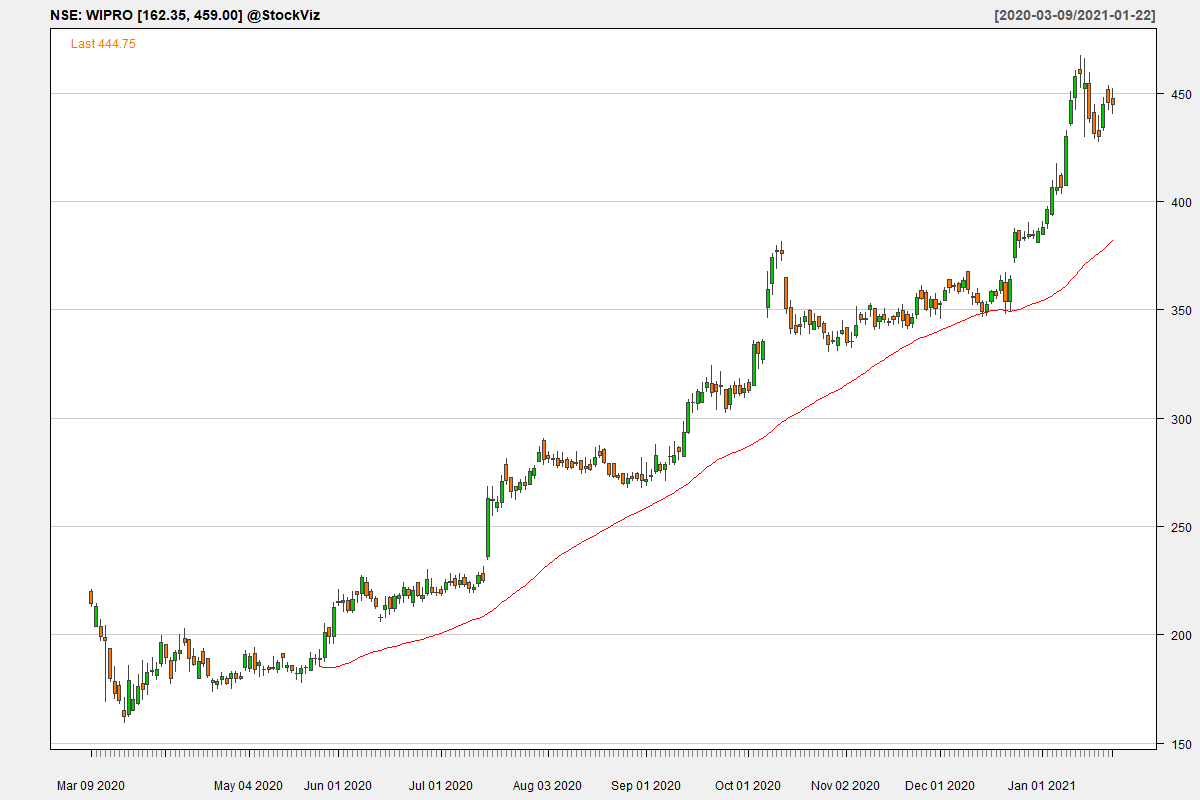 NSE: WIPRO [162.35, 459.00] @StockViz [2020-03-09/2021-01-22]
Last 444.75
450
400
350
300
250
200
150
Mar 09 2020 May 04 2020 Jun 01 2020 Jul 01 2020 Aug 03 2020 Sep 01 2020 Oct 01 2020 Nov 02 2020 Dec 01 2020 Jan 01 2021